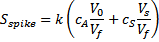 S_spike = k ( c_A V_0/V_f + c_S V_s/V_f )